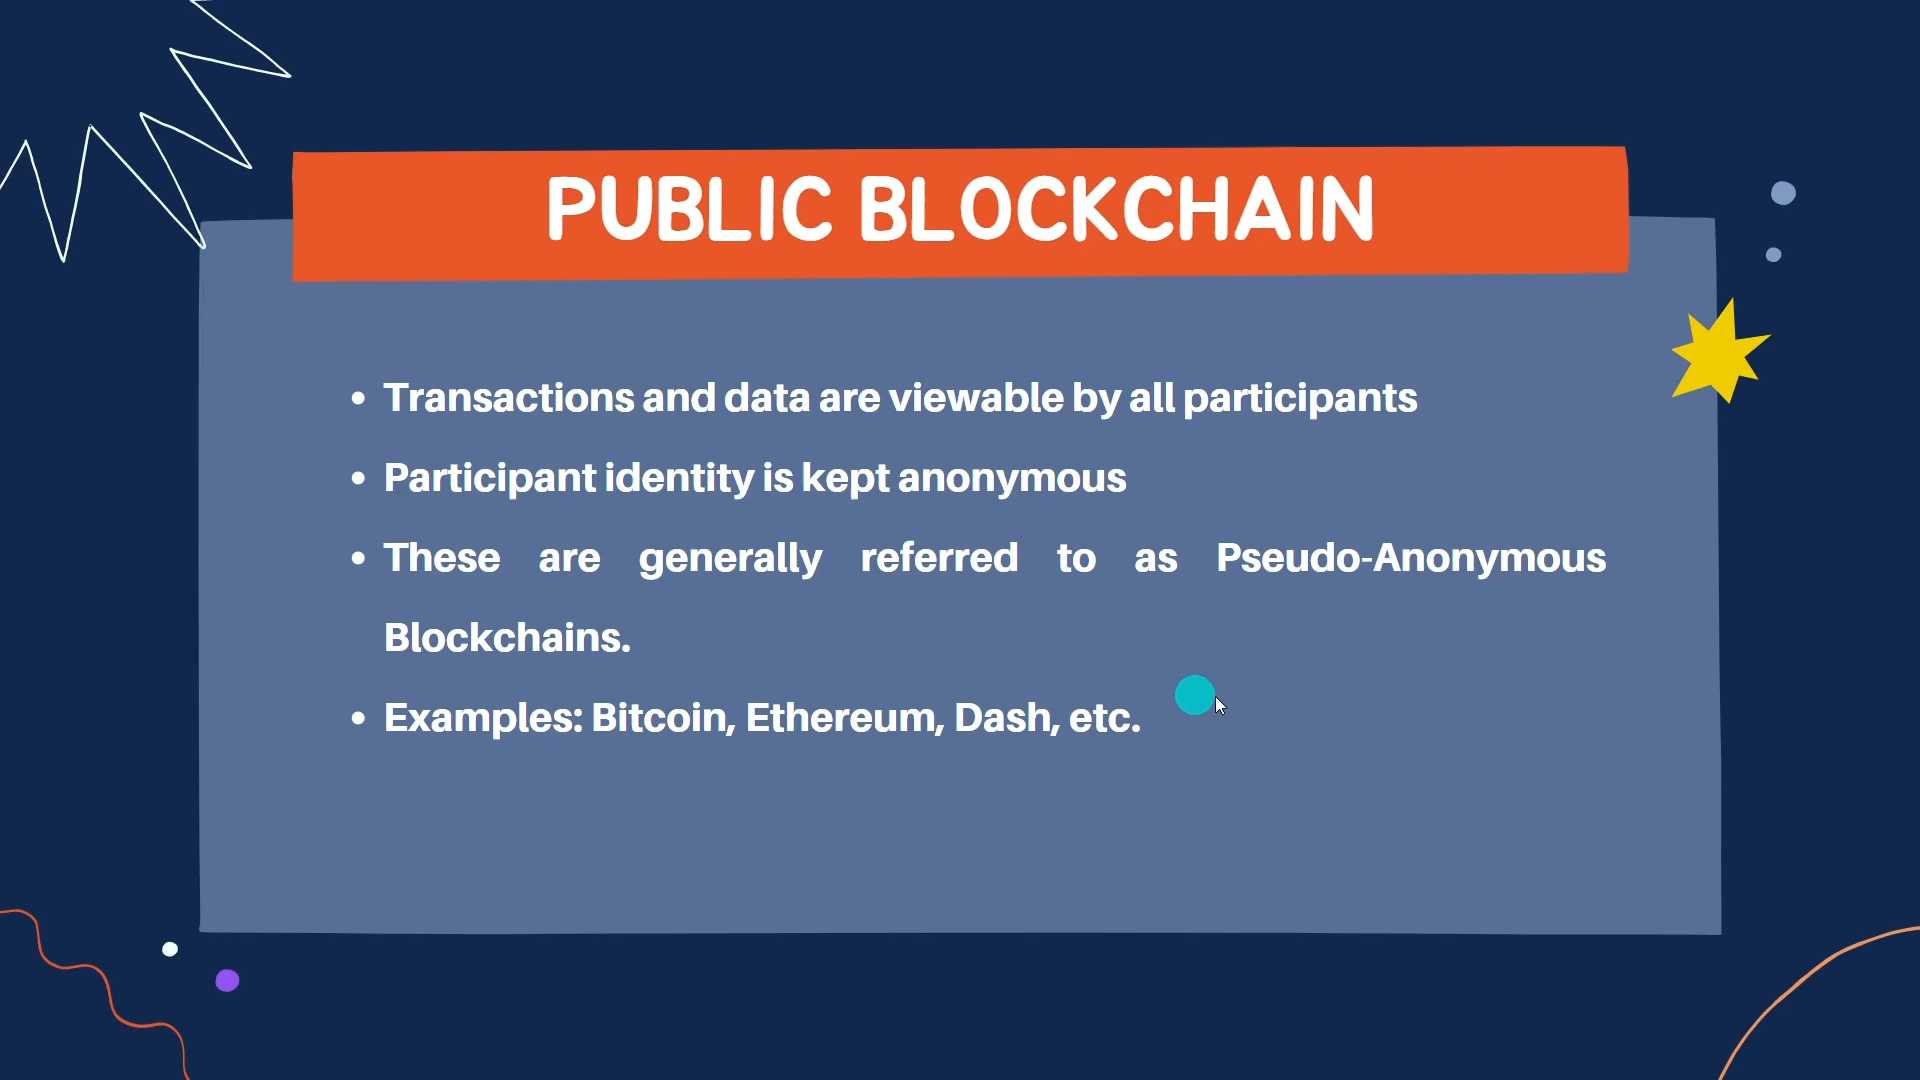 PUBLIC BLOCKCHAIN
• Transactions and data are viewable by all participants
• Participant identity is kept anonymous
• These are generally referred to as Pseudo-Anonymous
Blockchains.
• Examples: Bitcoin, Ethereum, Dash, etc.